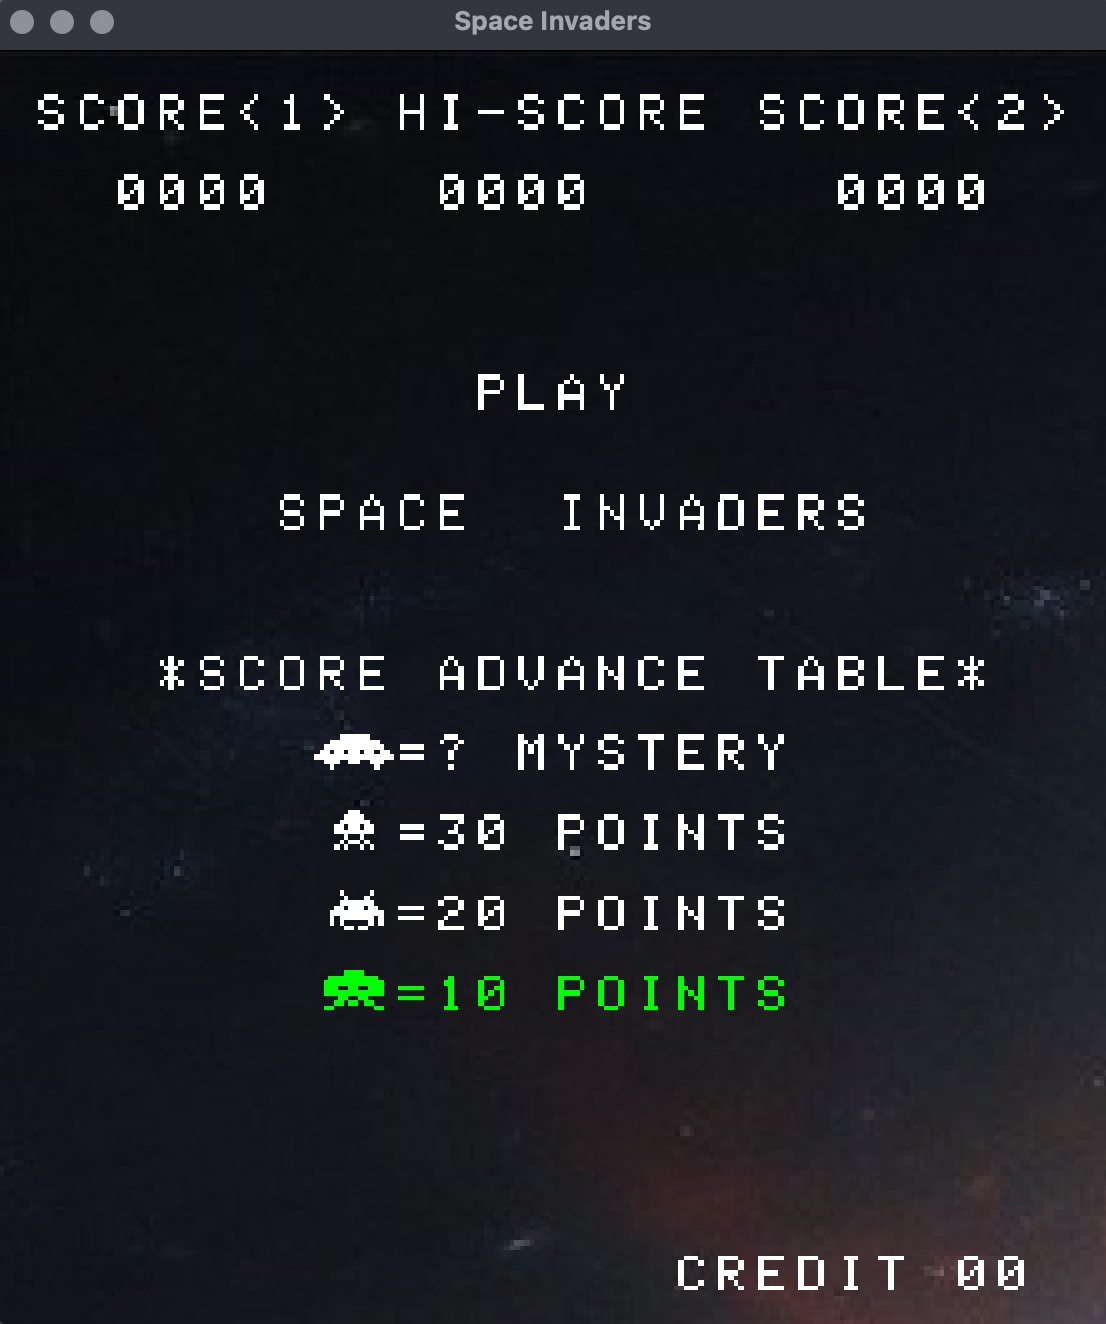 Space Invaders
SCORE<1> HI-SCORE SCORE<2>
0000 0000 0000
PLAY
SPACE INVADERS
*SCORE ADVANCE TABLE*
=? MYSTERY
=30 POINTS
=20 POINTS
=10 POINTS
CREDIT 00